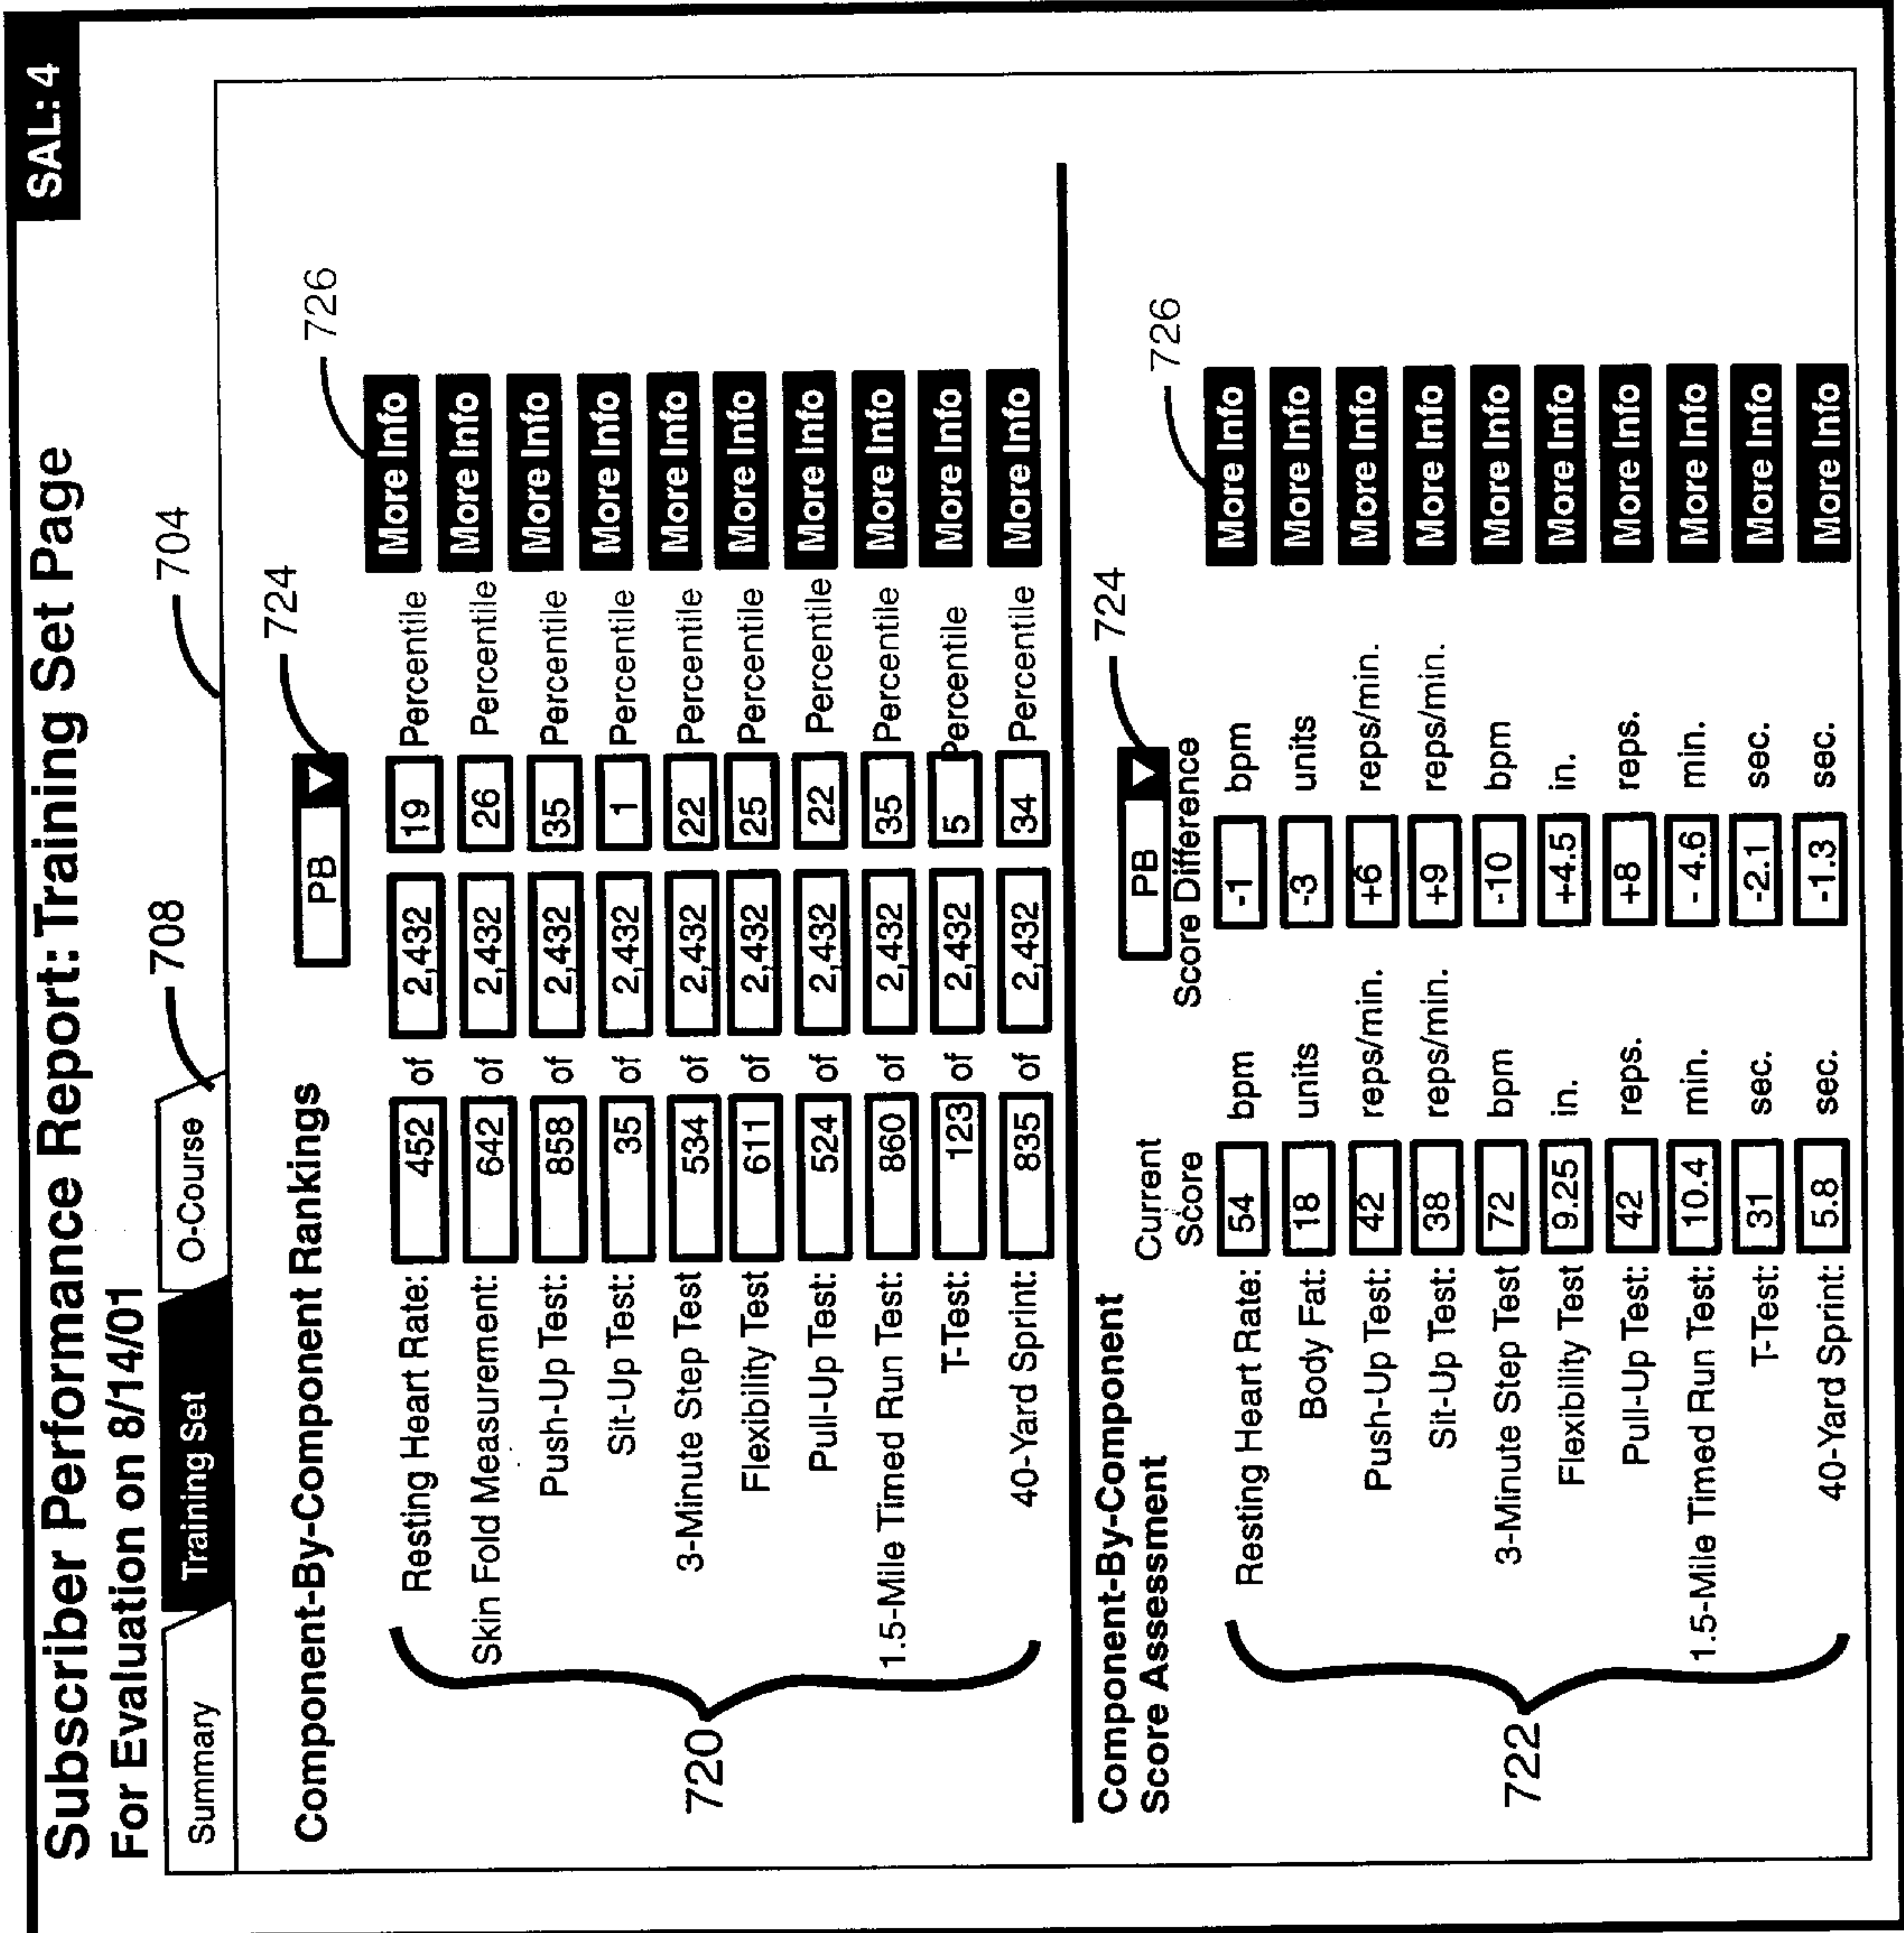 SAL: 4
Subscriber Performance Report: Training Set Page
For Evaluation on 8/14/01
704
708
Summary Training Set O-Course
724
726
Component-By-Component Rankings PB
Resting Heart Rate: 452 of 2,432 19 Percentile More Info
Skin Fold Measurement: 642 of 2,432 26 Percentile More Info
Push-Up Test: 858 of 2,432 35 Percentile More Info
Sit-Up Test: 35 of 2,432 1 Percentile More Info
3-Minute Step Test 534 of 2,432 22 Percentile More Info
Flexibility Test 611 of 2,432 25 Percentile More Info
Pull-Up Test: 524 of 2,432 22 Percentile More Info
1.5-Mile Timed Run Test: 860 of 2,432 35 Percentile More Info
T-Test: 123 of 2,432 5 Percentile More Info
40-Yard Sprint: 835 of 2,432 34 Percentile More Info
720
724
726
Component-By-Component
Score Assessment
Current
Score
PB
Score Difference
Resting Heart Rate: 54 bpm -1 bpm More Info
Body Fat: 18 units -3 units More Info
Push-Up Test: 42 reps/min. +6 reps/min. More Info
Sit-Up Test: 38 reps/min. +9 reps/min. More Info
3-Minute Step Test 72 bpm -10 bpm More Info
Flexibility Test 9.25 in. +4.5 in. More Info
Pull-Up Test: 42 reps. +8 reps. More Info
1.5-Mile Timed Run Test: 10.4 min. - 4.6 min. More Info
T-Test: 31 sec. -2.1 sec. More Info
40-Yard Sprint: 5.8 sec. -1.3 sec. More Info
722